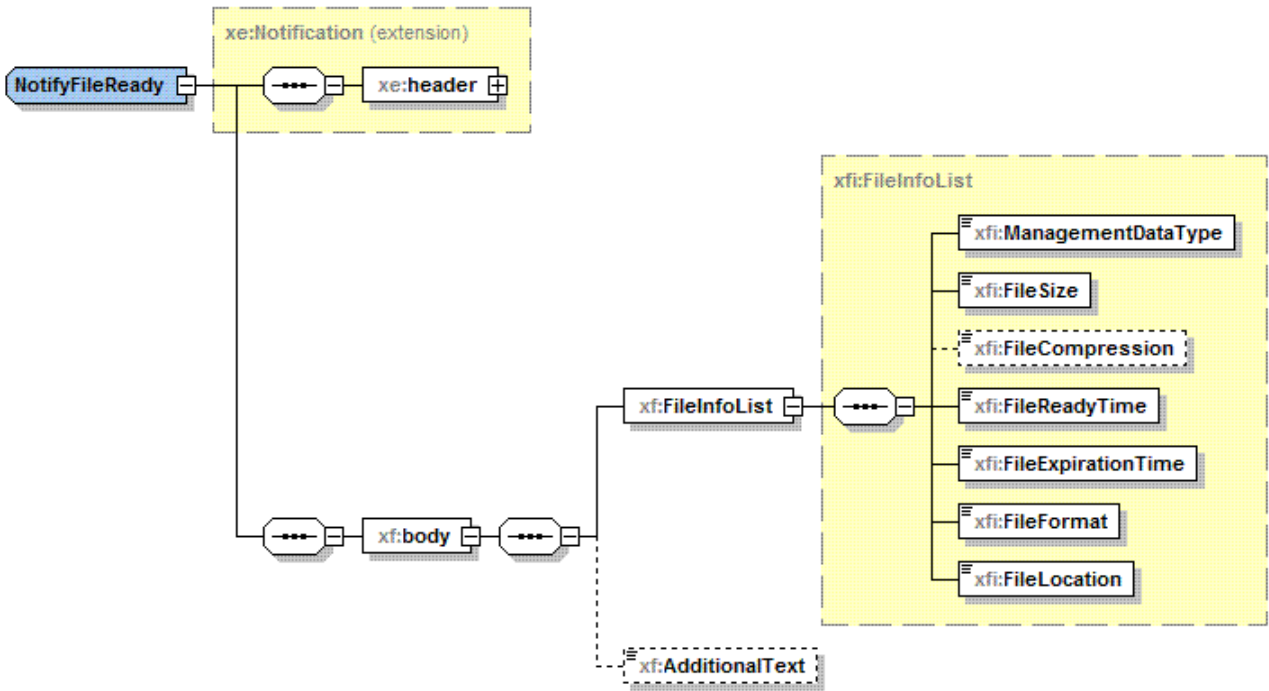 xe:Notification (extension)
NotifyFileReady
xe:header
xfi:FileInfoList
xfi:ManagementDataType
xfi:FileSize
xfi:FileCompression
xf:FileInfoList
xfi:FileReadyTime
xfi:FileExpirationTime
xfi:FileFormat
xf:body
xfi:FileLocation
xf:AdditionalText